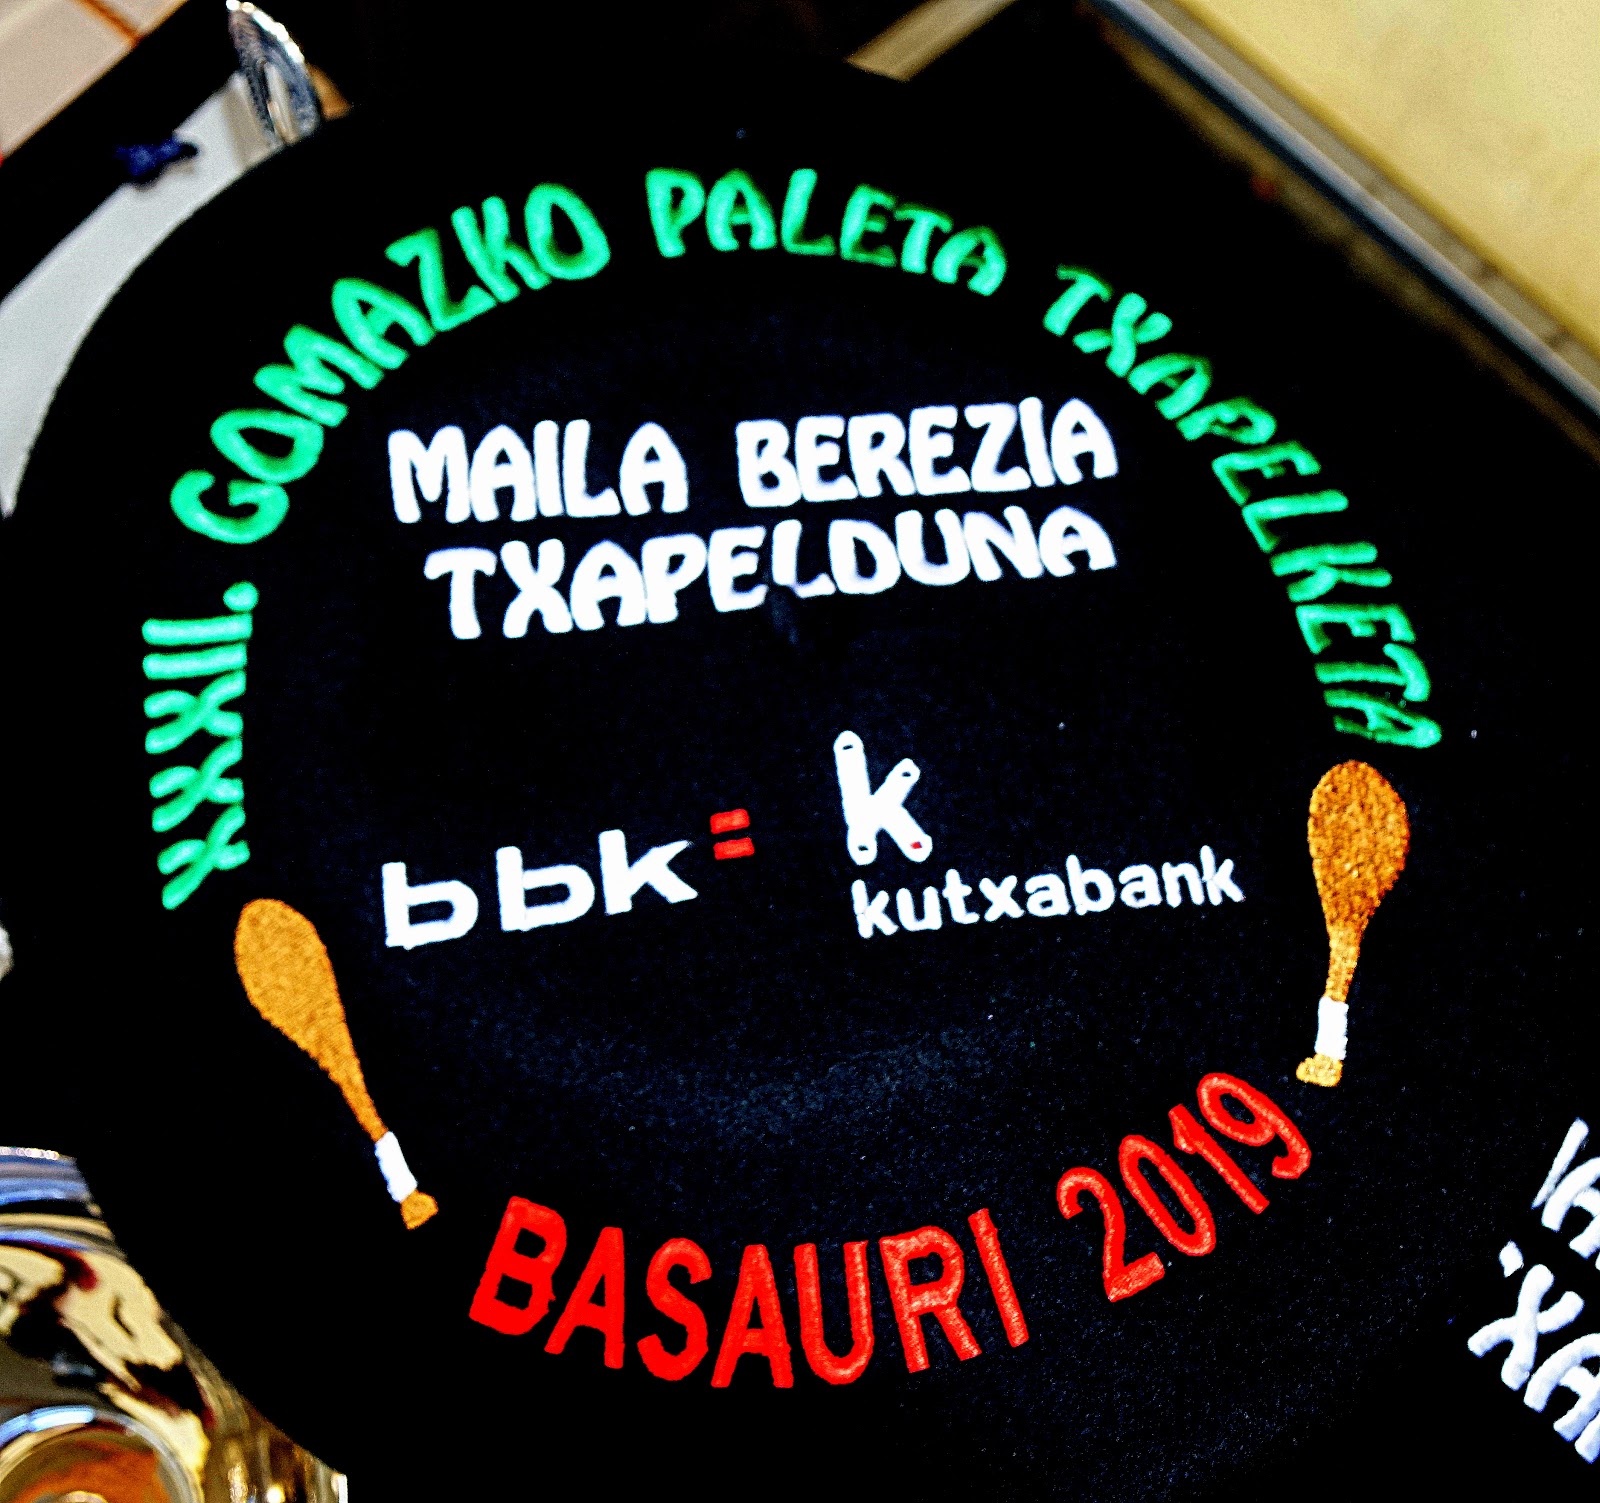 XXXII. GOMAZKO PALETA TXAPELKETA
MAILA BEREZIA
TXAPELDUNA
bbk=
k
kutxabank
BASAURI 2019